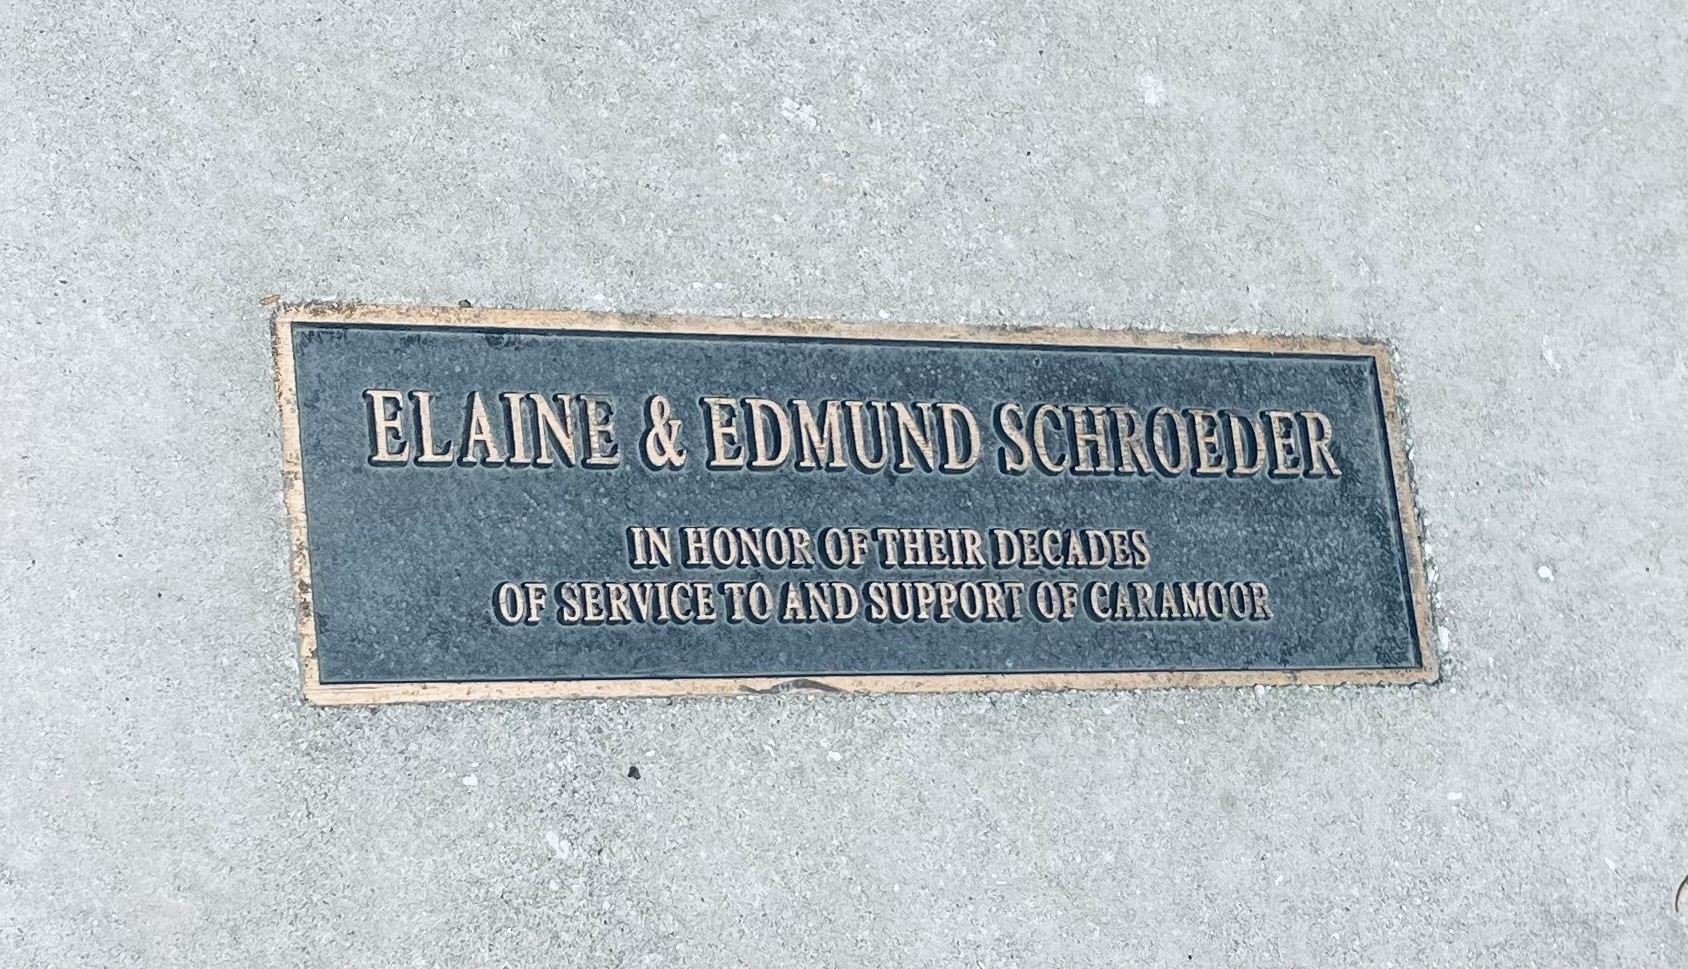 ELAINE & EDMUND SCHROEDER
IN HONOR OF THEIR DECADES
OF SERVICE TO AND SUPPORT OF CARAMOOR